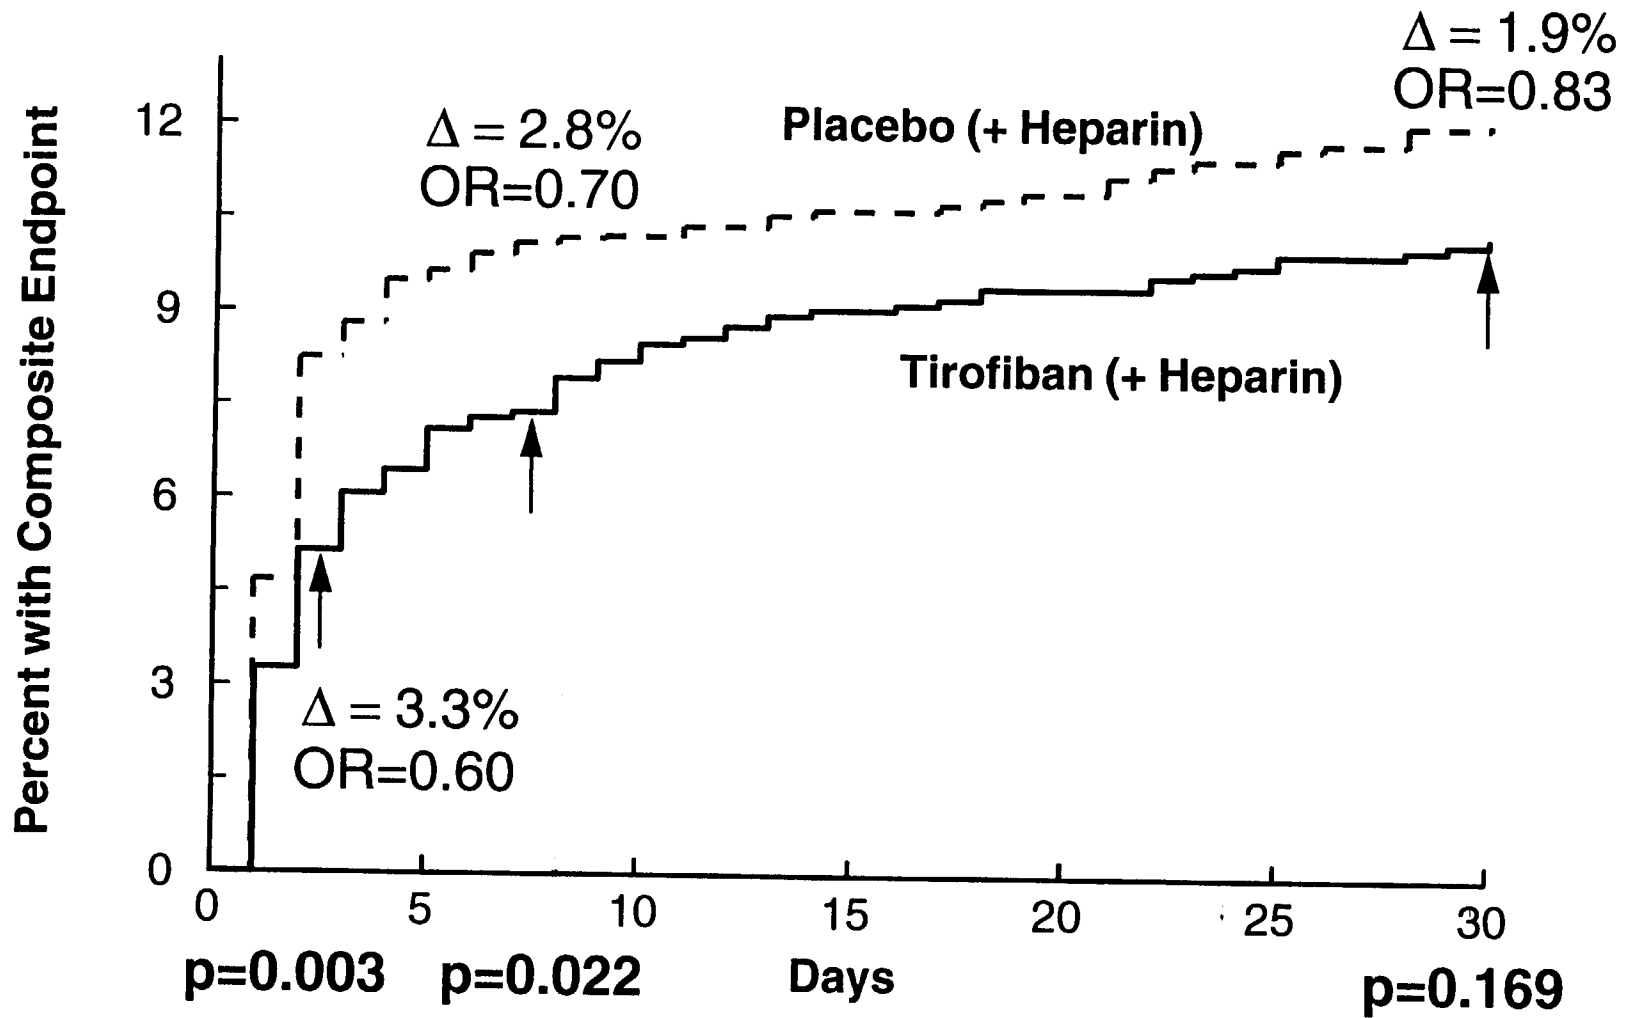 Δ = 1.9%
OR=0.83
Δ = 2.8%
OR=0.70
Placebo (+ Heparin)
Tirofiban (+ Heparin)
Δ = 3.3%
OR=0.60
Percent with Composite Endpoint
12
9
6
3
0
0 5 10 15 20 25 30
p=0.003 p=0.022 Days p=0.169